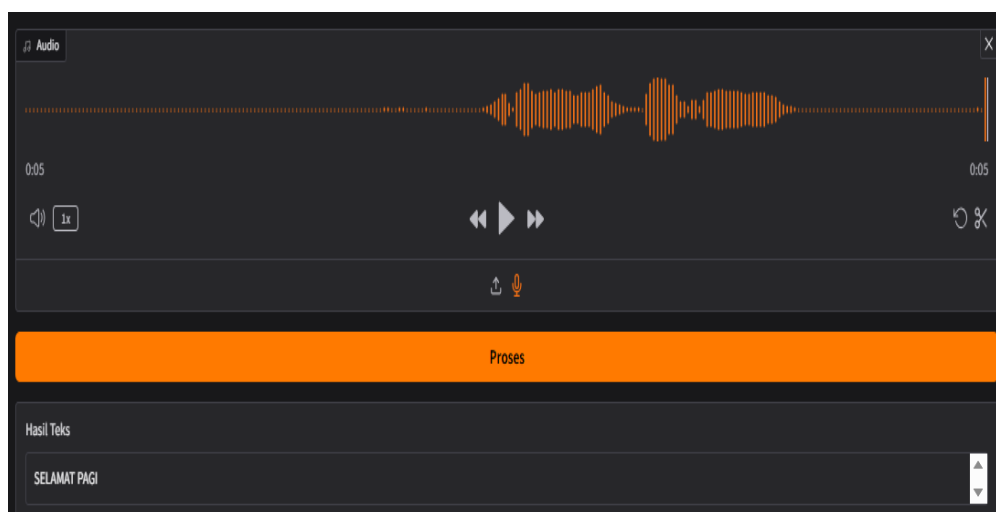 Audio
0:05
0:05
1x
Proses
Hasil Teks
SELAMAT PAGI